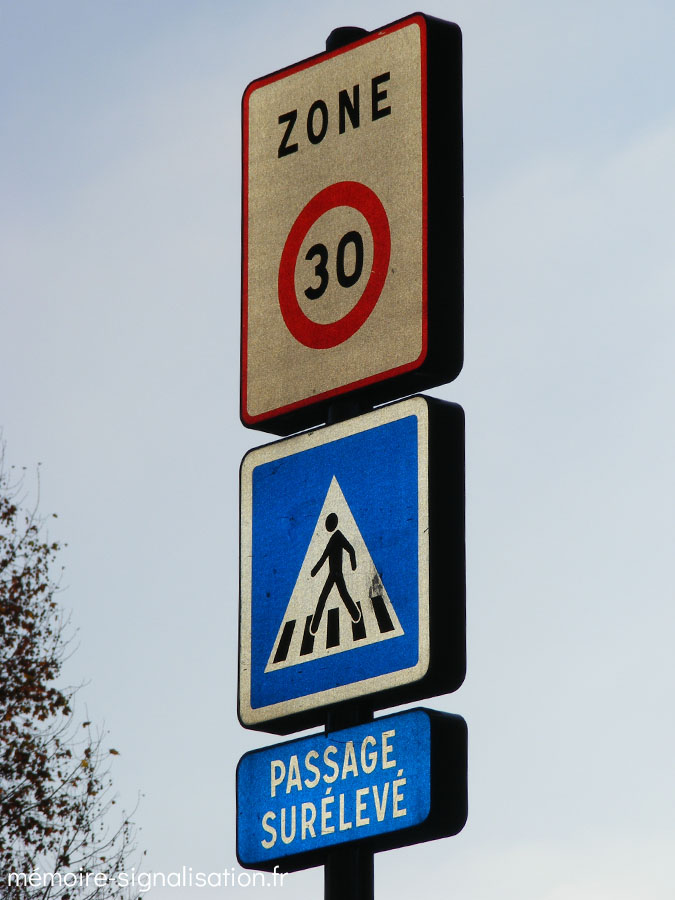 ZONE
30
PASSAGE
SURÉLEVÉ
mémoire-signalisation.fr